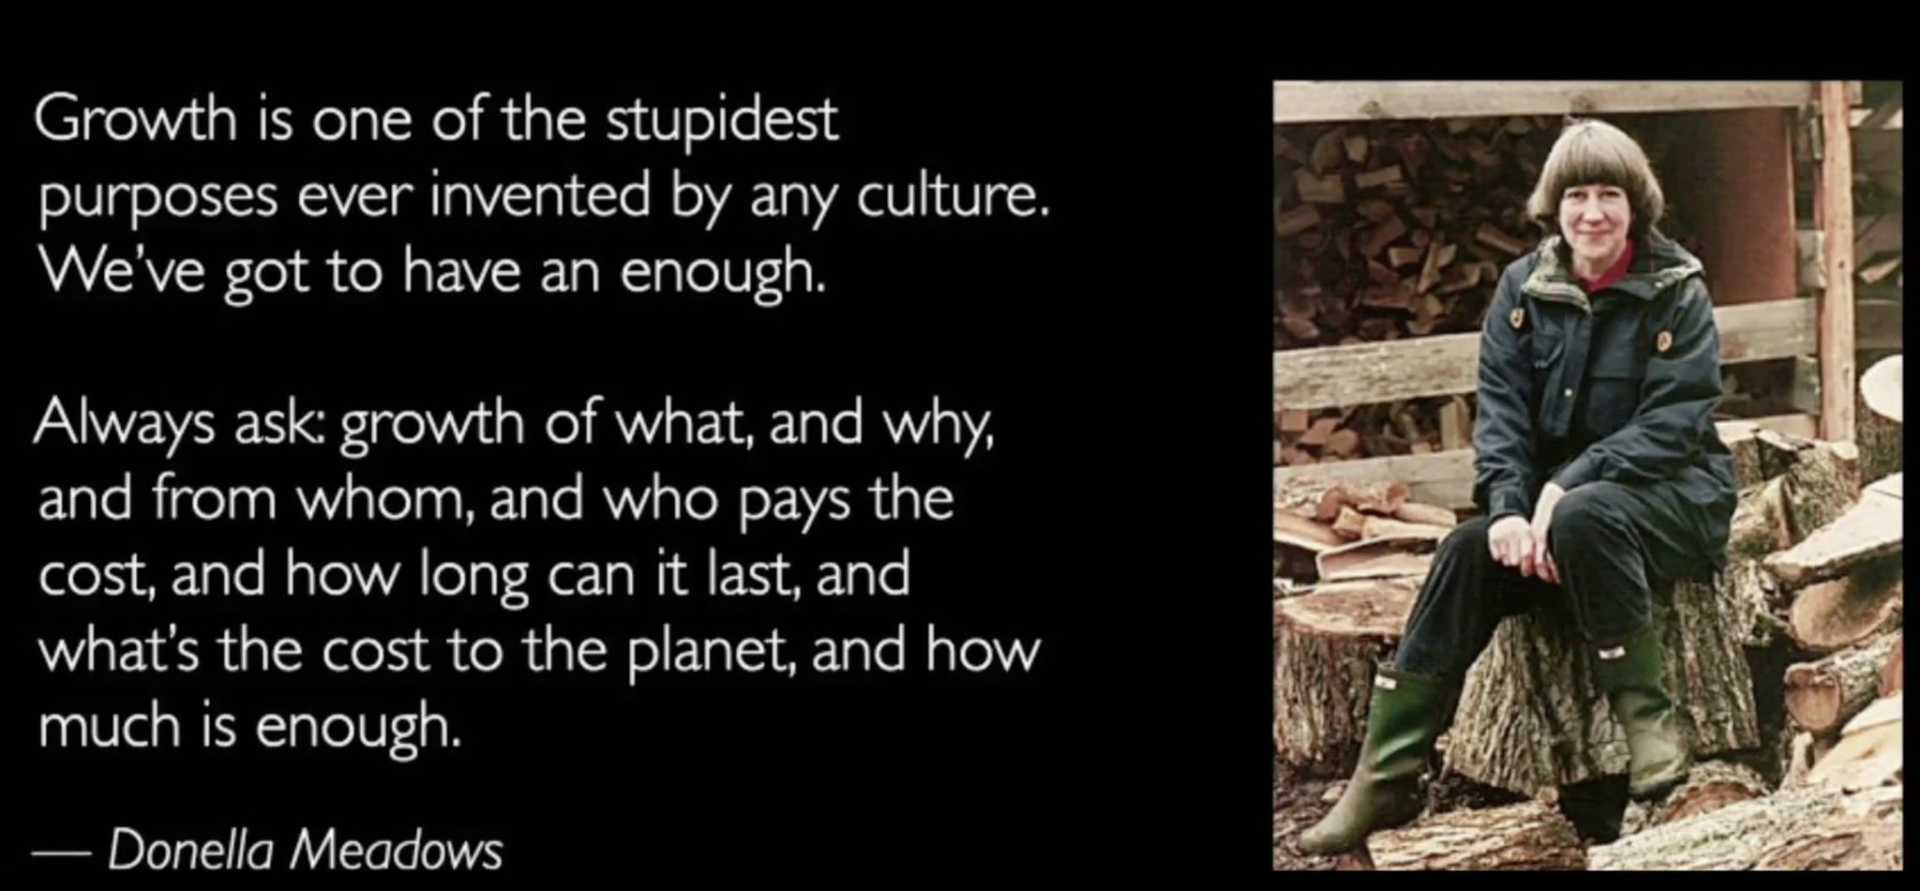 Growth is one of the stupidest
purposes ever invented by any culture.
We've got to have an enough.
Always ask: growth of what, and why,
and from whom, and who pays the
cost, and how long can it last, and
what's the cost to the planet, and how
much is enough.
— Donella Meadows